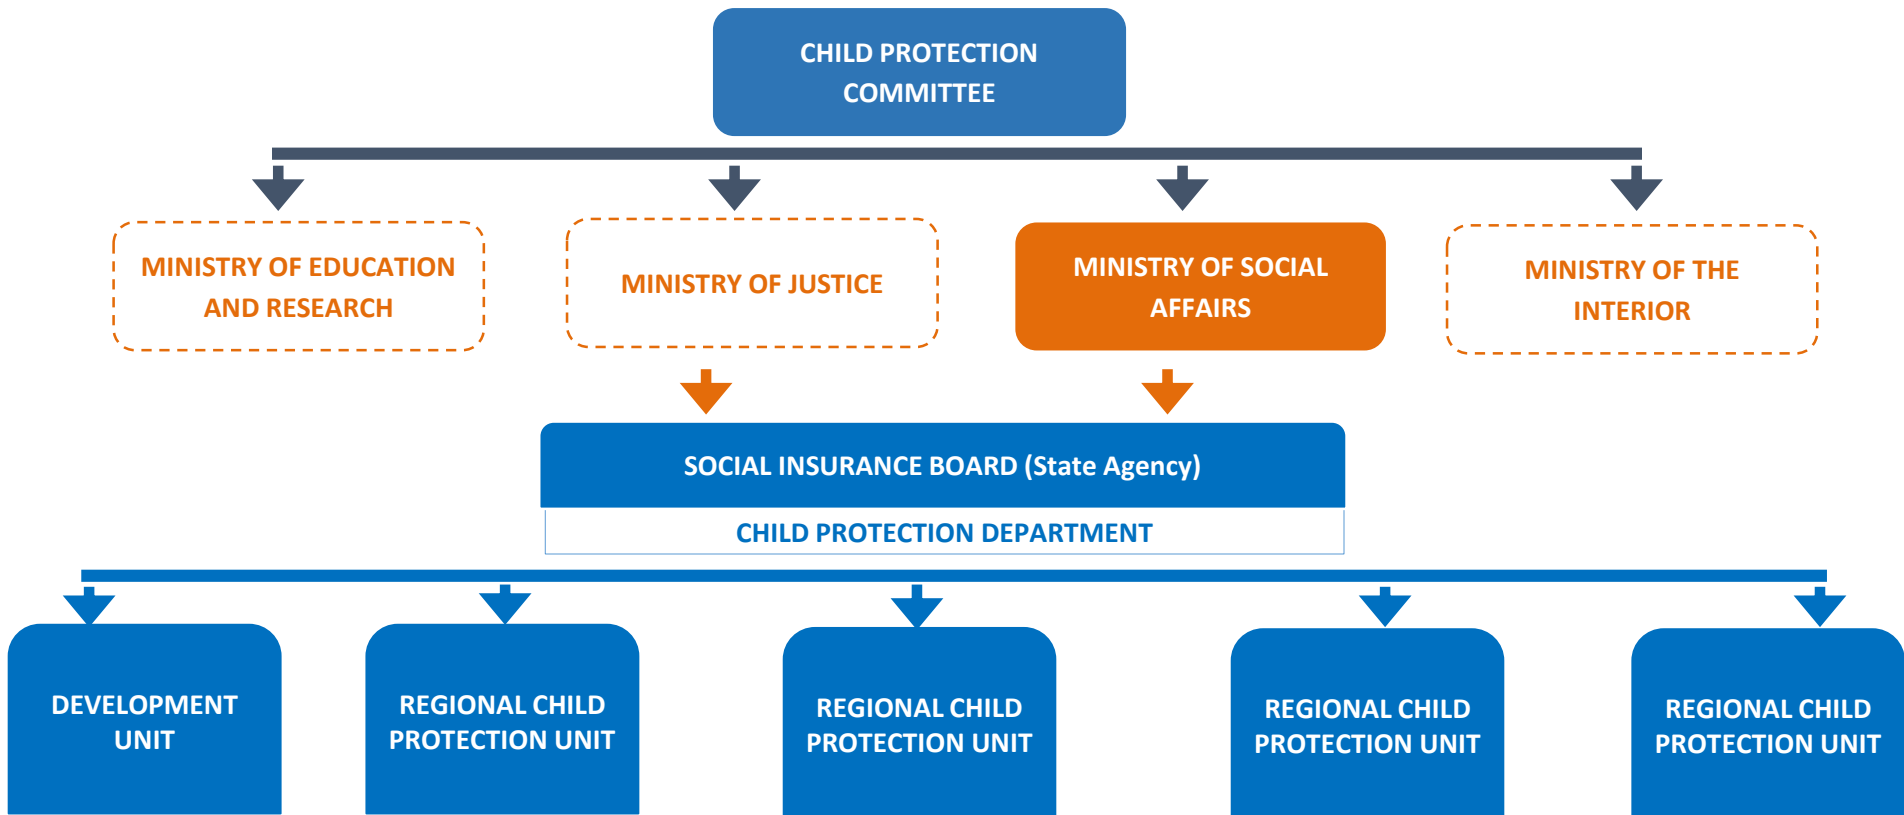 CHILD PROTECTION
COMMITTEE
MINISTRY OF EDUCATION
AND RESEARCH
MINISTRY OF JUSTICE
MINISTRY OF SOCIAL
AFFAIRS
MINISTRY OF THE
INTERIOR
SOCIAL INSURANCE BOARD (State Agency)
CHILD PROTECTION DEPARTMENT
DEVELOPMENT
UNIT
REGIONAL CHILD
PROTECTION UNIT
REGIONAL CHILD
PROTECTION UNIT
REGIONAL CHILD
PROTECTION UNIT
REGIONAL CHILD
PROTECTION UNIT